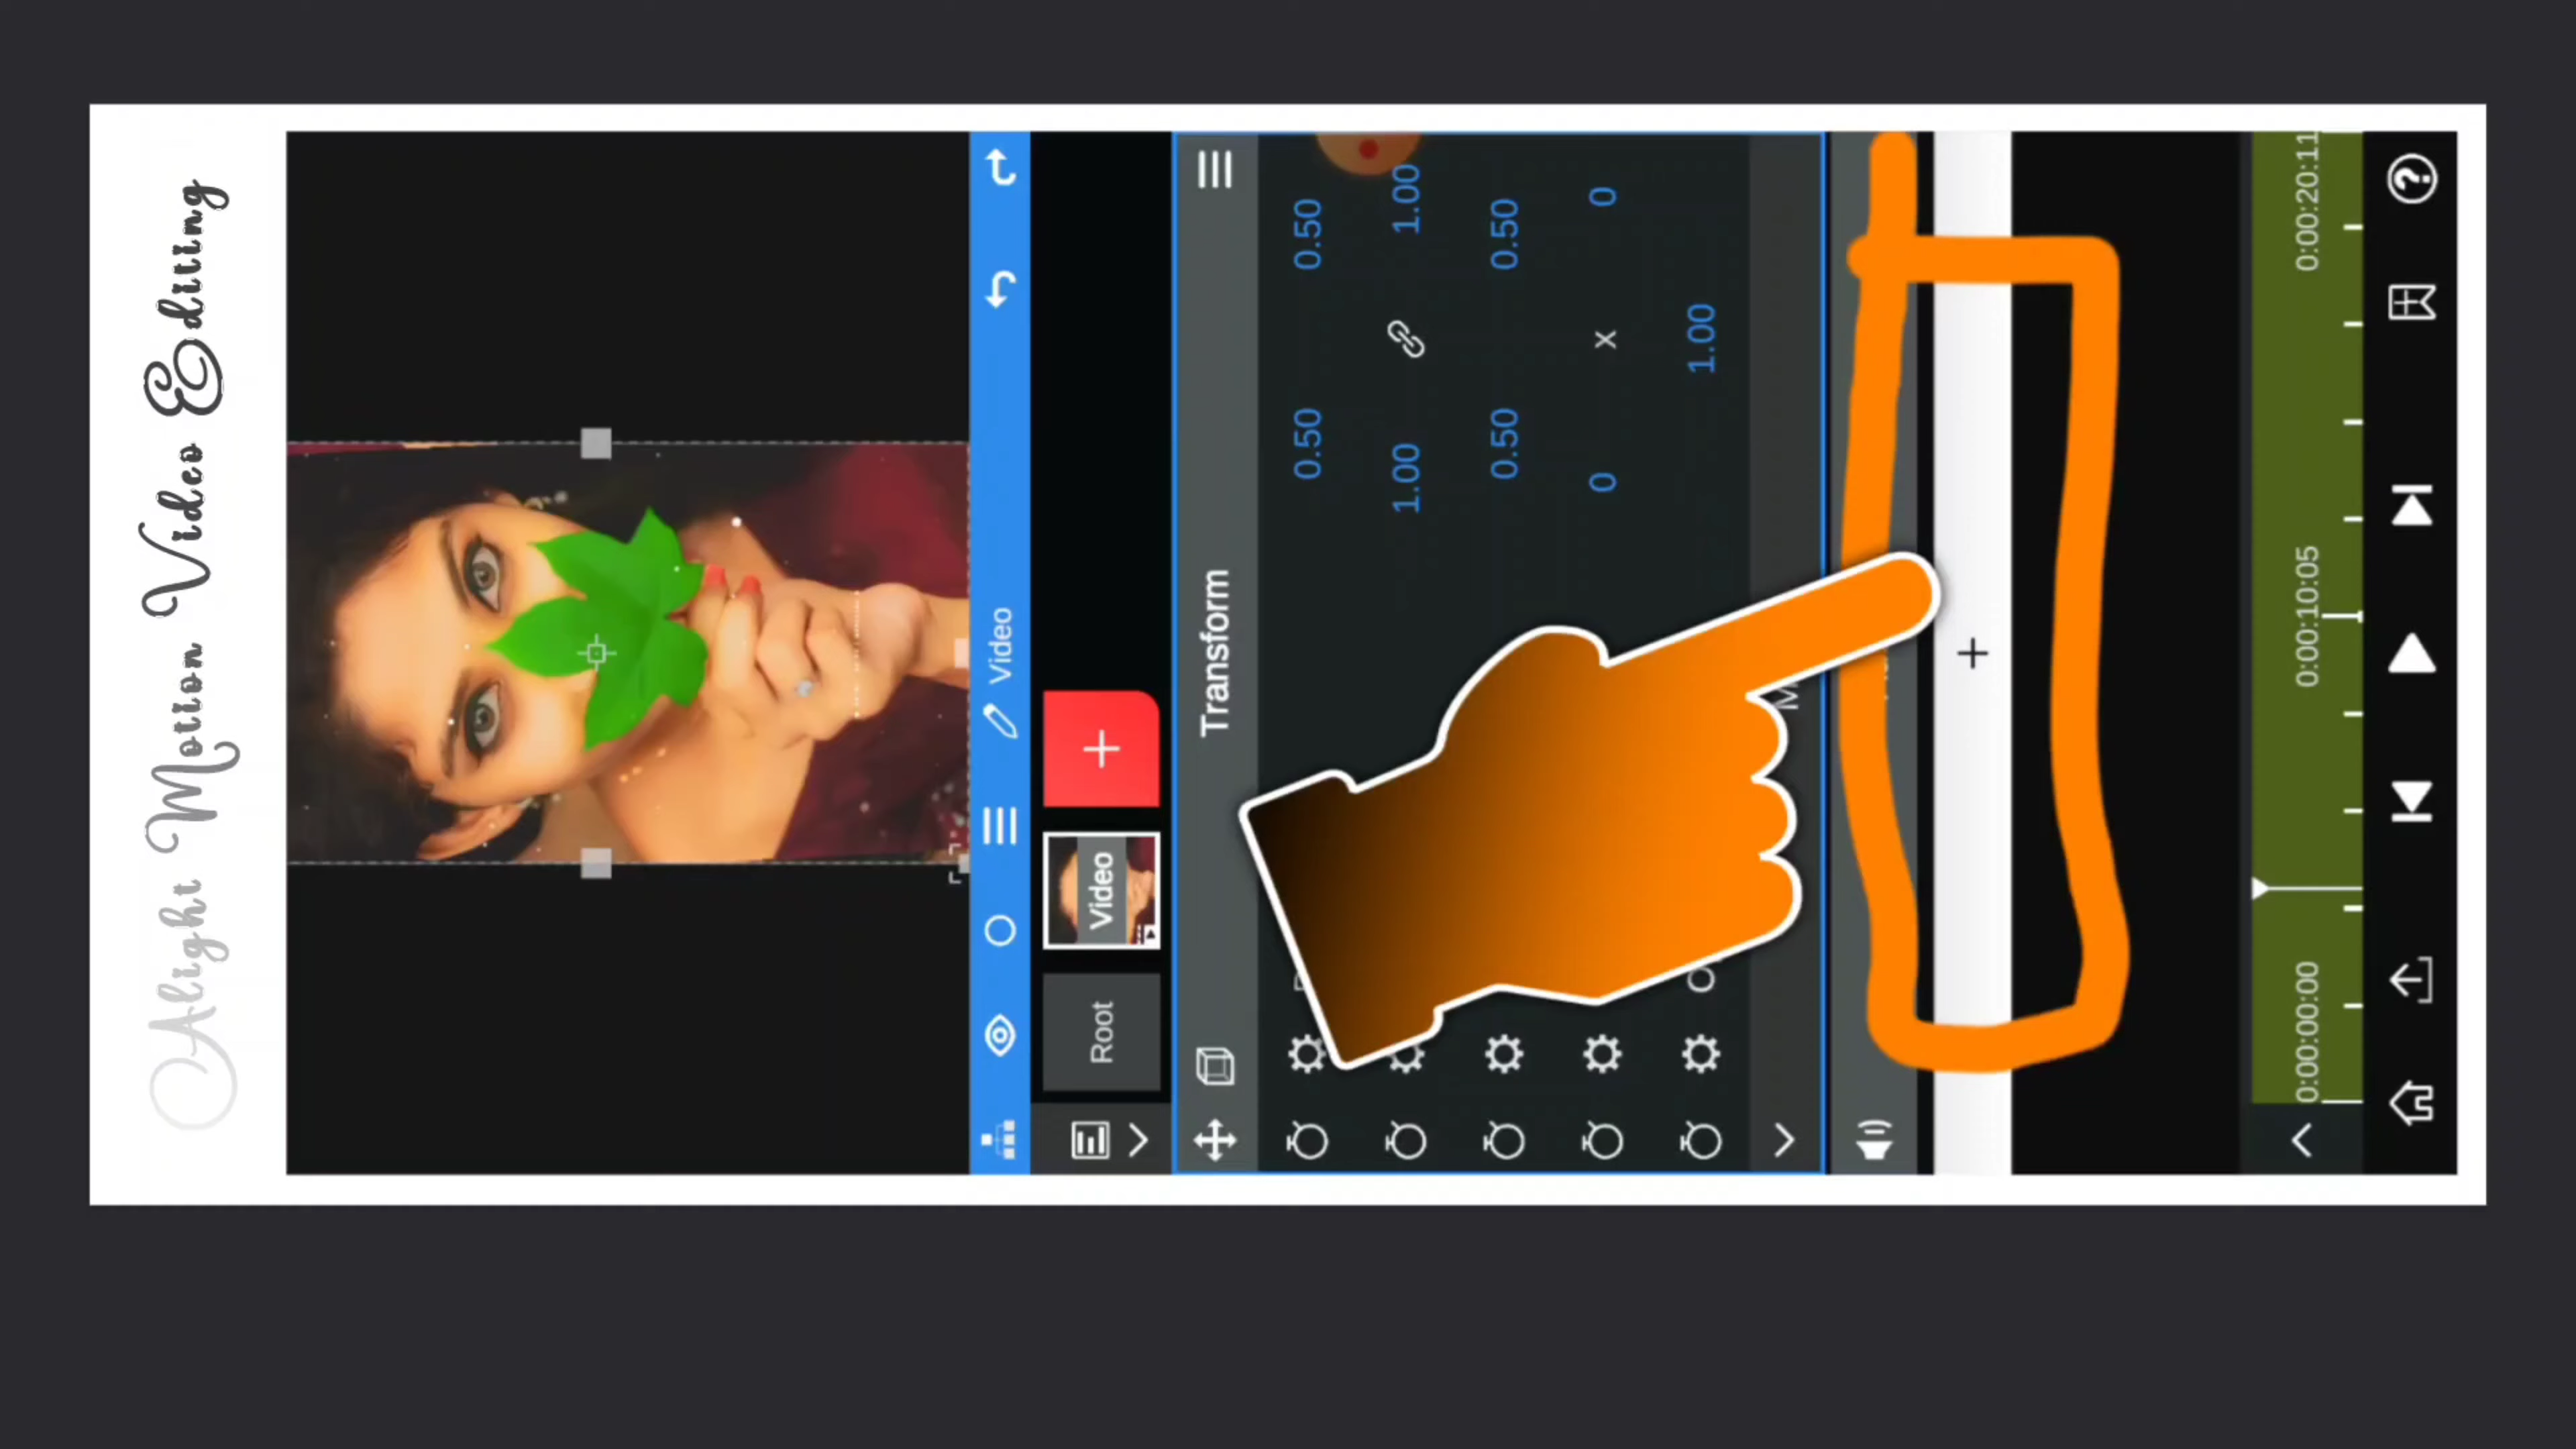 Alight Motion Video Editing
Video
Root
Video
Transform
0.50 0.50
1.00 1.00
0.50 0.50
0 x 0
1.00
0:00:00:00 0:00:10:05 0:00:20:11